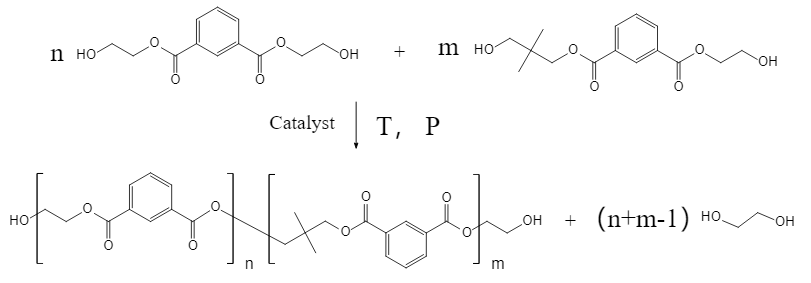 n HO O O O O OH + m HO O O O O OH
Catalyst T, P
HO O O O O n O O O O m OH + (n+m-1) HO OH